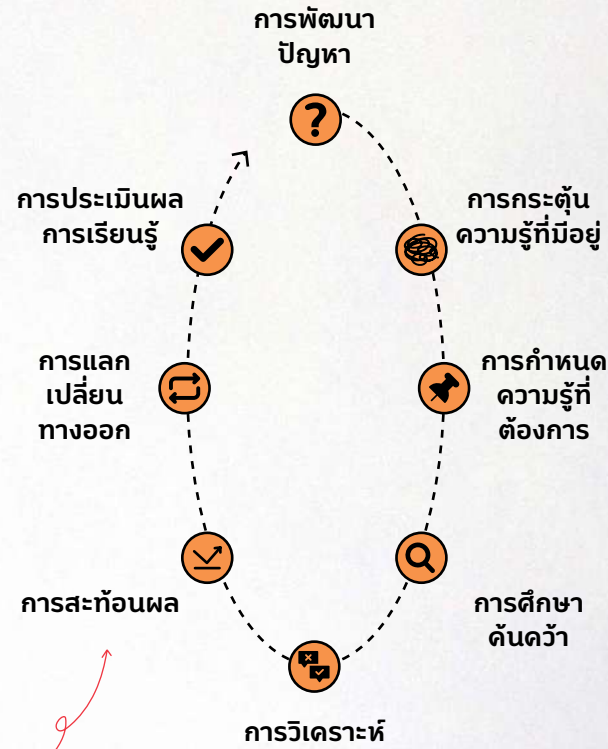 การพัฒนา
ปัญหา
การกระตุ้น
ความรู้ที่มีอยู่
การกำหนด
ความรู้ที่
ต้องการ
การศึกษา
ค้นคว้า
การวิเคราะห์
การสะท้อนผล
การแลก
เปลี่ยน
ทางออก
การประเมินผล
การเรียนรู้